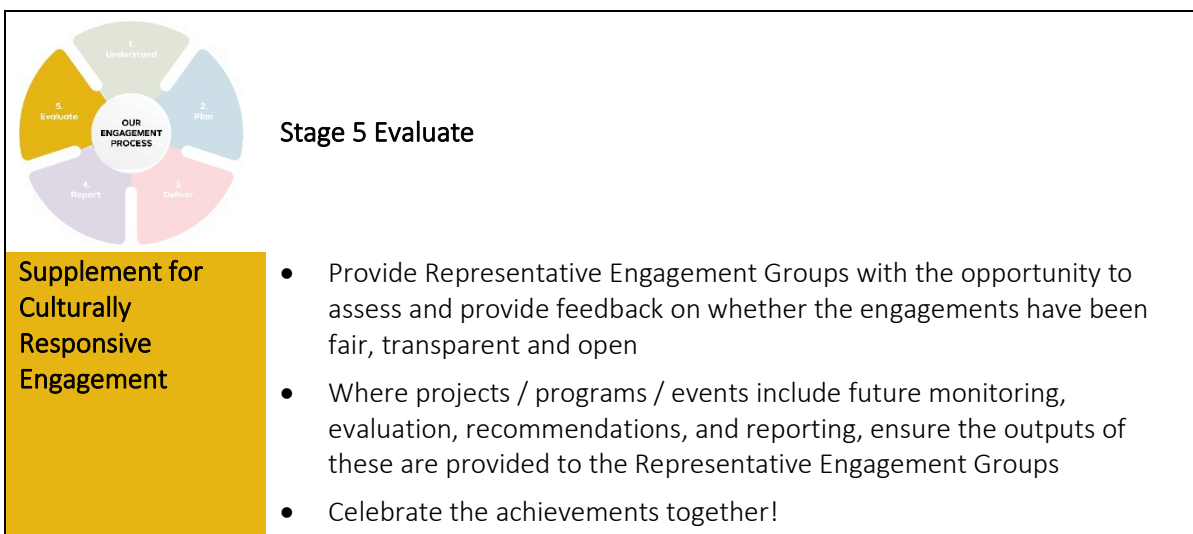 1.
Understand
2.
Plan
3.
Deliver
4.
Report
5.
Evaluate
OUR
ENGAGEMENT
PROCESS
Stage 5 Evaluate
Supplement for
Culturally
Responsive
Engagement
• Provide Representative Engagement Groups with the opportunity to
assess and provide feedback on whether the engagements have been
fair, transparent and open
• Where projects / programs / events include future monitoring,
evaluation, recommendations, and reporting, ensure the outputs of
these are provided to the Representative Engagement Groups
• Celebrate the achievements together!